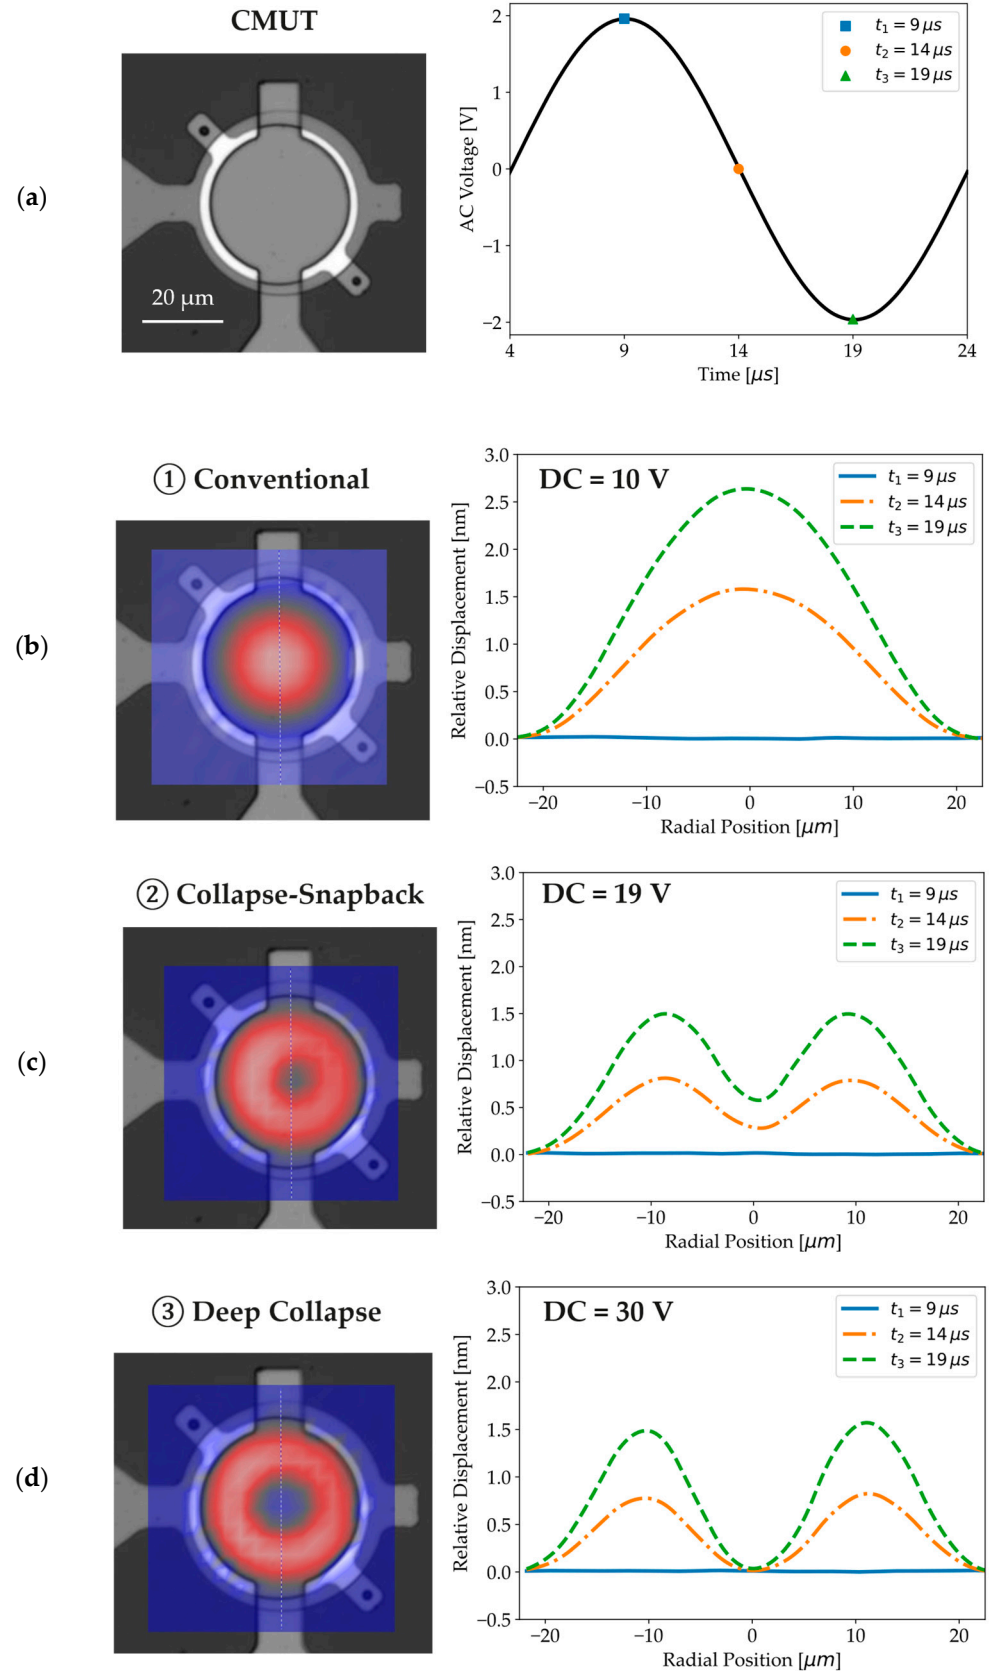 CMUT
(a)
20 µm
2
1
0
−1
−2
AC Voltage [V]
t₁ = 9 µs
t₂ = 14 µs
t₃ = 19 µs
4 9 14 19 24
Time [µs]
① Conventional
(b)
DC = 10 V
3.0
2.5
2.0
1.5
1.0
0.5
0.0
−0.5
Relative Displacement [nm]
t₁ = 9 µs
t₂ = 14 µs
t₃ = 19 µs
−20 −10 0 10 20
Radial Position [µm]
② Collapse-Snapback
(c)
DC = 19 V
3.0
2.5
2.0
1.5
1.0
0.5
0.0
−0.5
Relative Displacement [nm]
t₁ = 9 µs
t₂ = 14 µs
t₃ = 19 µs
−20 −10 0 10 20
Radial Position [µm]
③ Deep Collapse
(d)
DC = 30 V
3.0
2.5
2.0
1.5
1.0
0.5
0.0
−0.5
Relative Displacement [nm]
t₁ = 9 µs
t₂ = 14 µs
t₃ = 19 µs
−20 −10 0 10 20
Radial Position [µm]